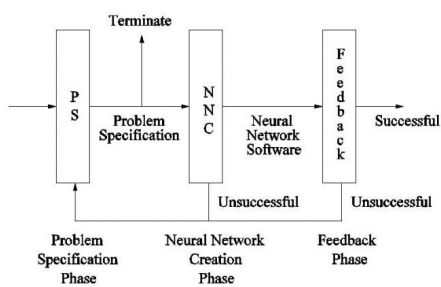 Terminate
P
S
N
N
C
F
e
e
d
b
a
c
k
Problem
Specification
Neural
Network
Software
Successful
Unsuccessful
Unsuccessful
Problem
Specification
Phase
Neural Network
Creation
Phase
Feedback
Phase